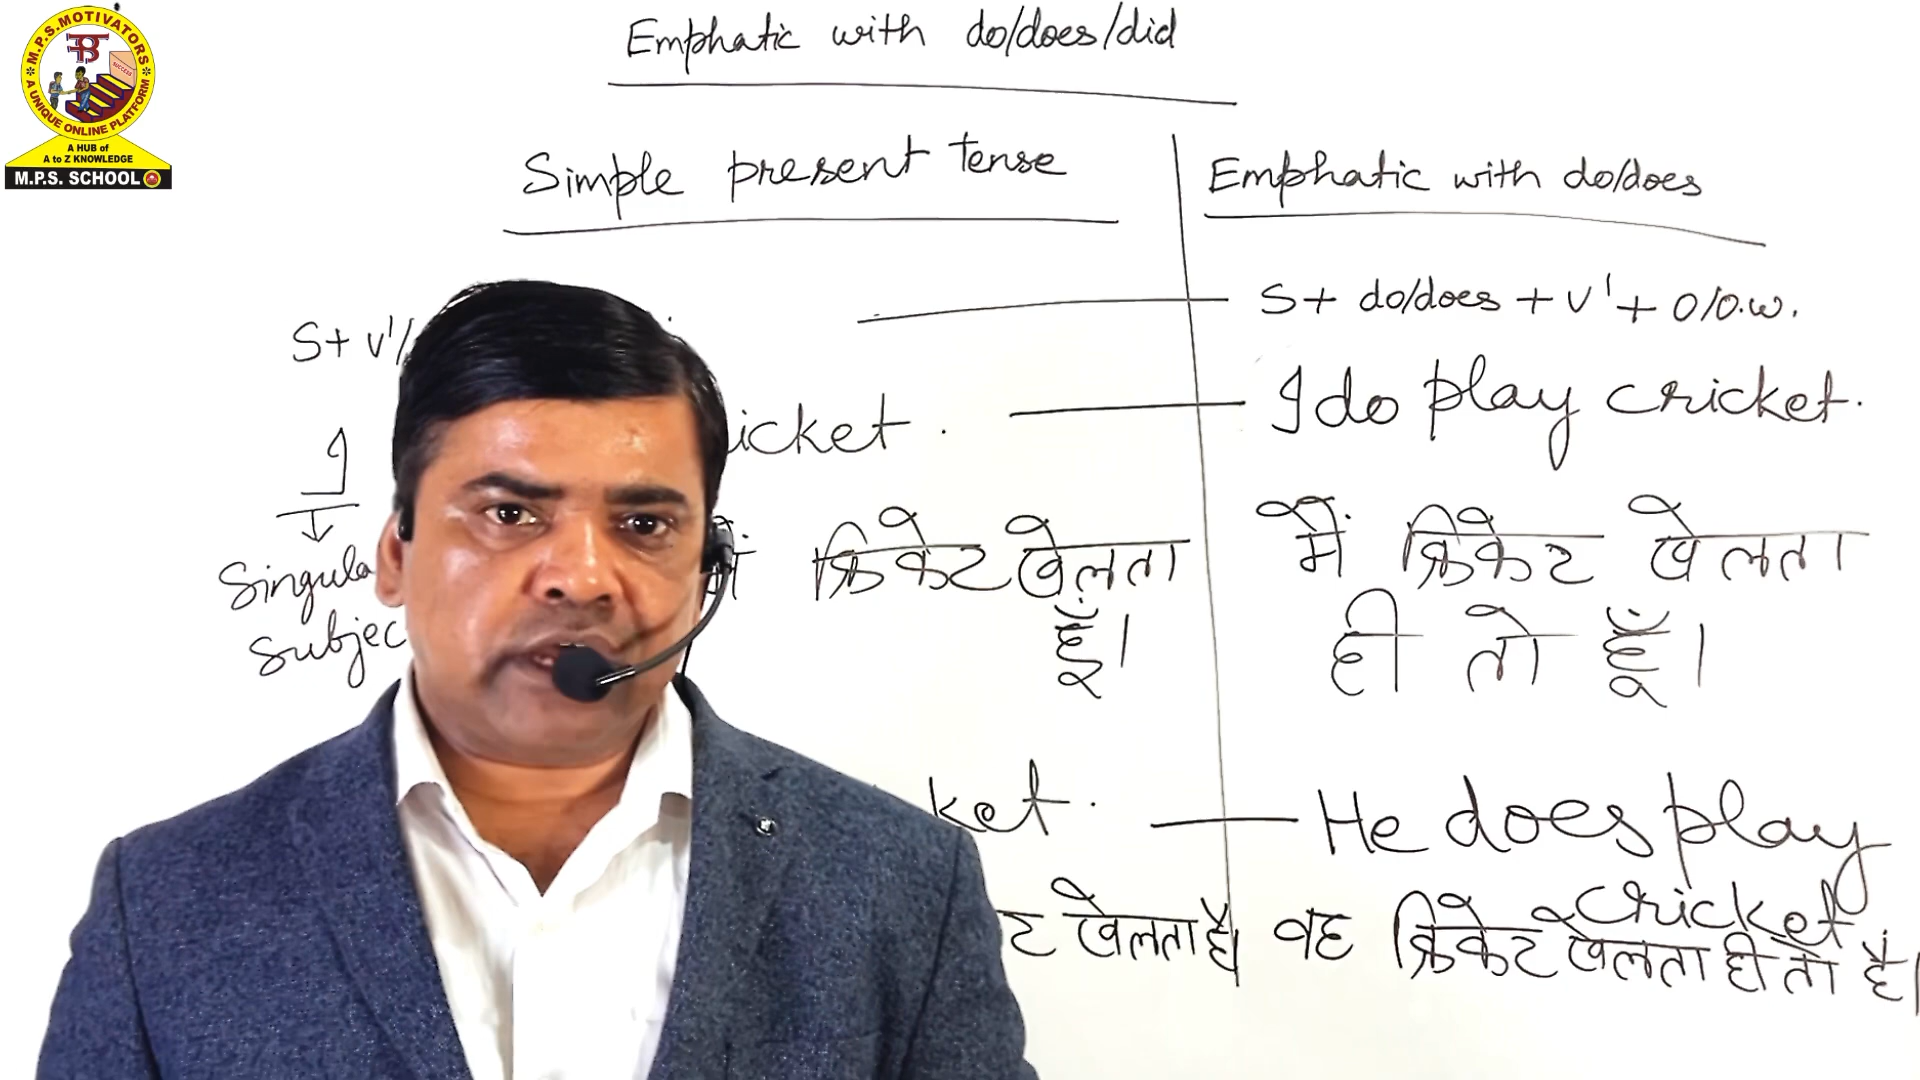 M.P.S.MOTIVATORS
SUCCESS
A UNIQUE ONLINE PLATFORM
A HUB of
A to Z KNOWLEDGE
M.P.S. SCHOOL
Emphatic with do/does/did
Simple present tense
Emphatic with do/does
S+ V¹/
S+ do/does + V¹ + O/O.W.
I
icket.
I do play cricket.
Singula
Subjec
क्रिकेट खेलता
हूँ।
मैं क्रिकेट खेलता
ही तो हूँ।
ket.
He does play
cricket
ट खेलता है।
वह क्रिकेट खेलता ही तो है।